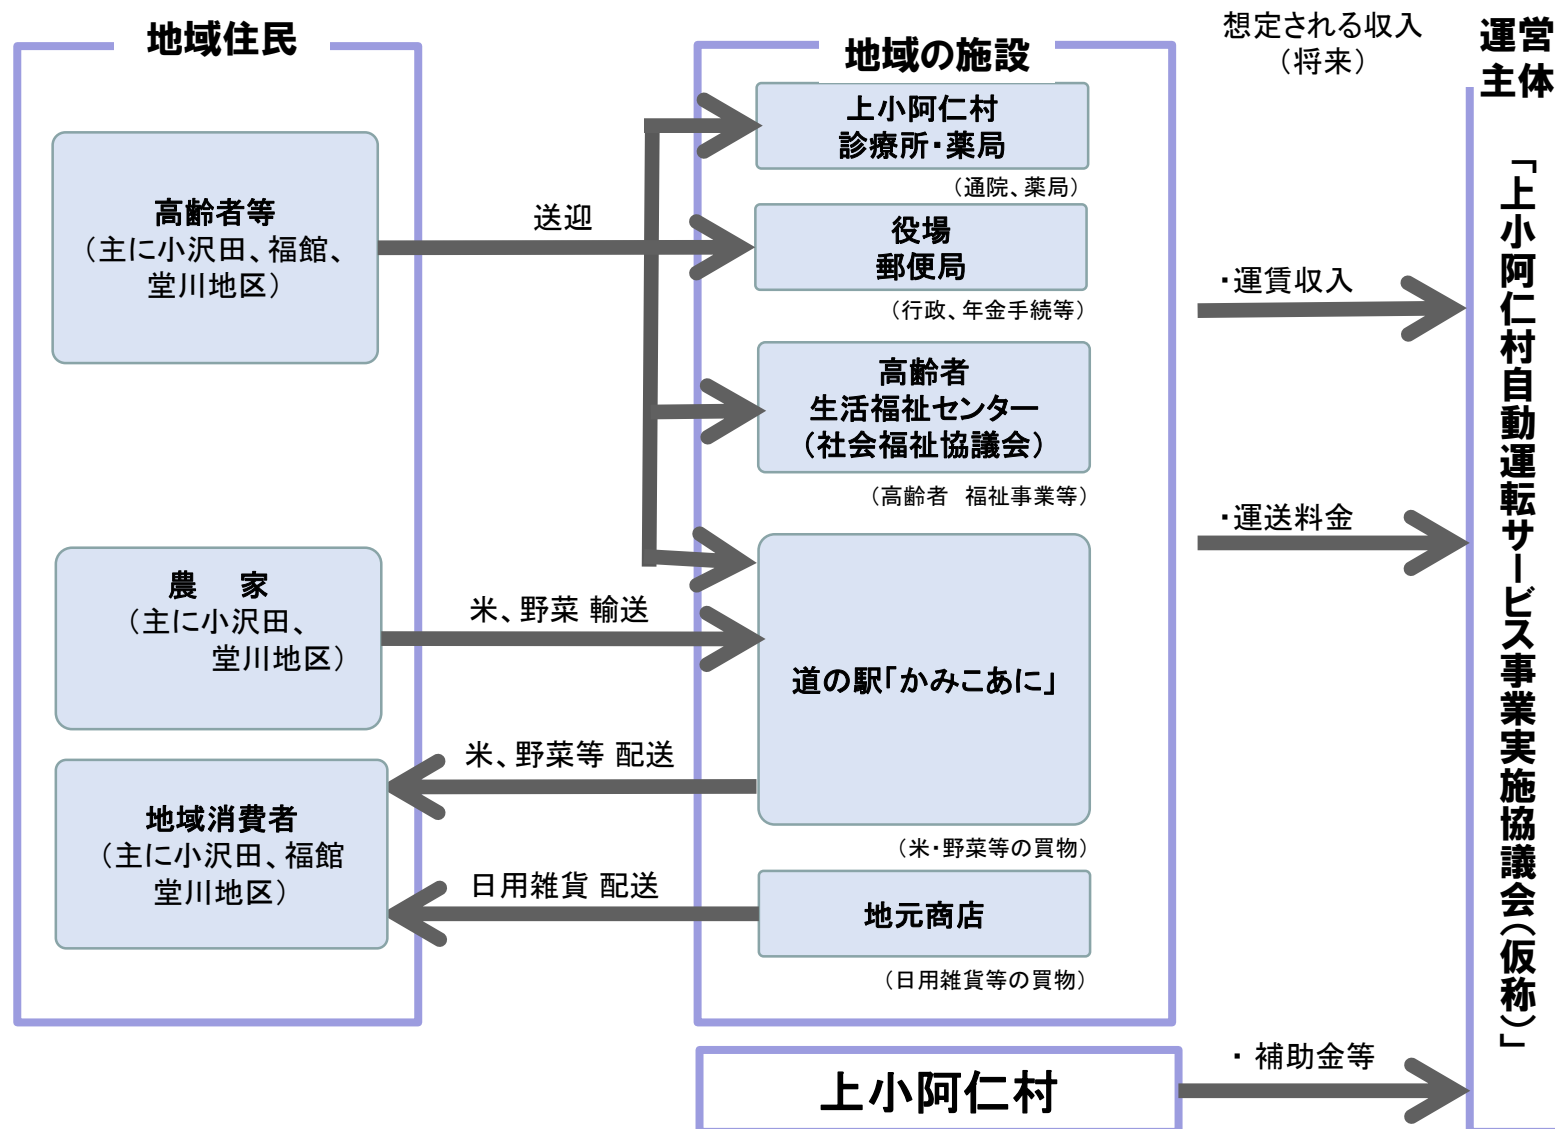 地域住民
高齢者等
（主に小沢田、福館、
堂川地区）
農　家
（主に小沢田、
堂川地区）
地域消費者
（主に小沢田、福館
堂川地区）
送迎
米、野菜 輸送
米、野菜等 配送
日用雑貨 配送
地域の施設
上小阿仁村
診療所・薬局
（通院、薬局）
役場
郵便局
（行政、年金手続等）
高齢者
生活福祉センター
（社会福祉協議会）
（高齢者　福祉事業等）
道の駅「かみこあに」
（米・野菜等の買物）
地元商店
（日用雑貨等の買物）
上小阿仁村
想定される収入
（将来）
・運賃収入
・運送料金
・ 補助金等
運営
主体
「上小阿仁村自動運転サービス事業実施協議会（仮称）」